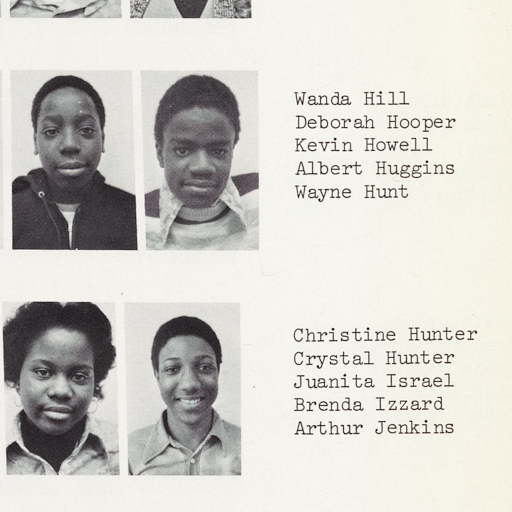 Wanda Hill
Deborah Hooper
Kevin Howell
Albert Huggins
Wayne Hunt
Christine Hunter
Crystal Hunter
Juanita Israel
Brenda Izzard
Arthur Jenkins